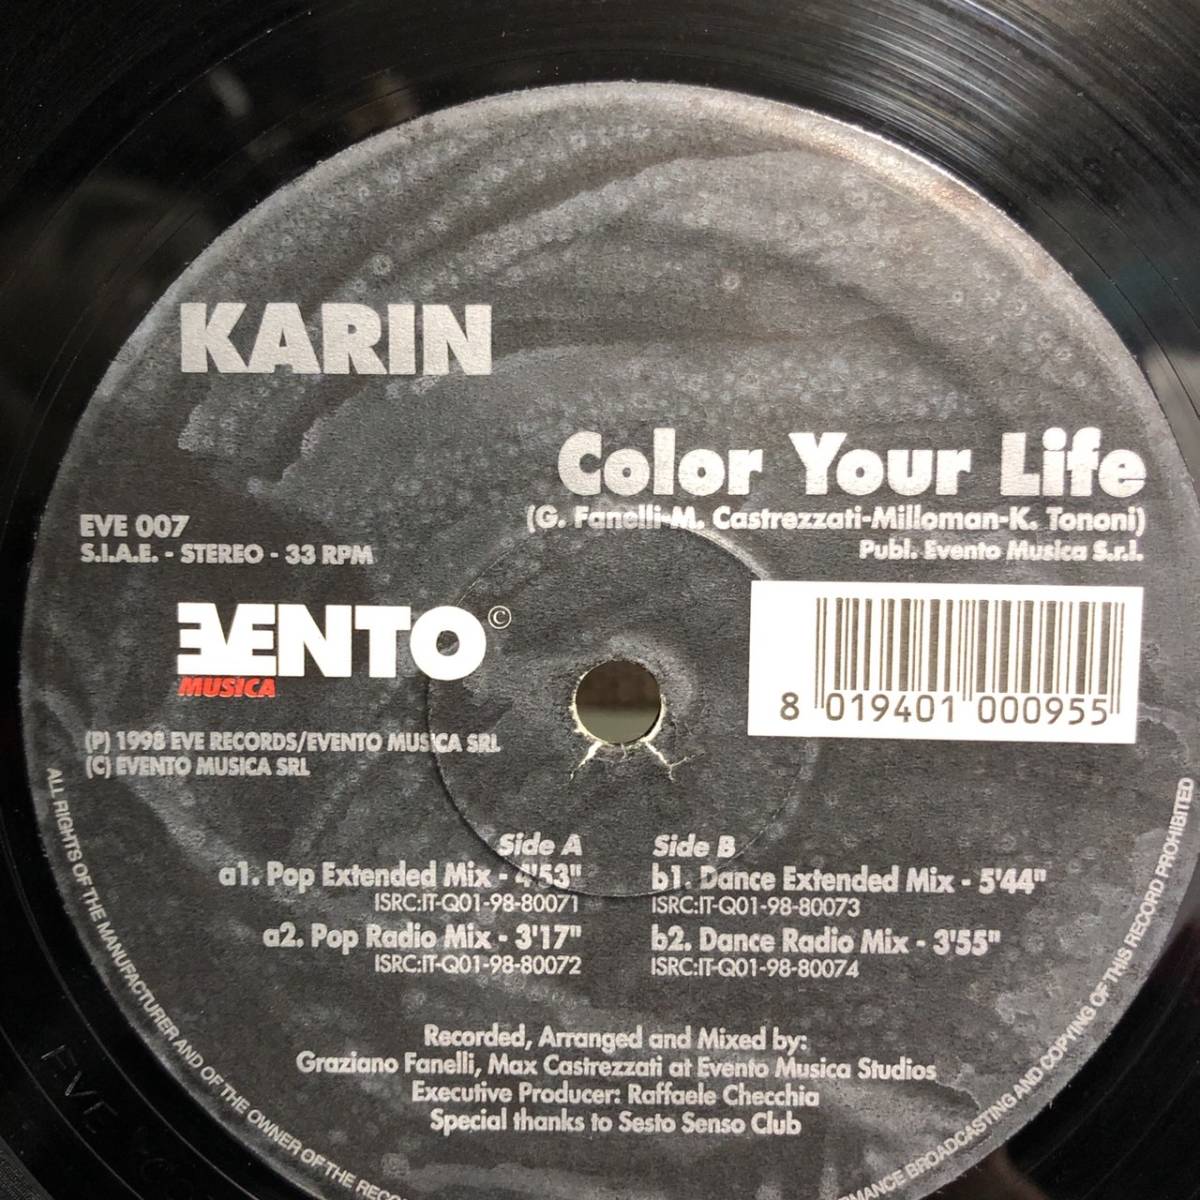 KARIN
Color Your Life
(G. Fanelli-M. Castrezzati-Milloman-K. Tononi)
Publ. Evento Musica S.r.l.
EVE 007
S.I.A.E. - STEREO - 33 RPM
EVENTO©
MUSICA
8 019401 000955
(P) 1998 EVE RECORDS/EVENTO MUSICA SRL
(C) EVENTO MUSICA SRL
Side A
a1. Pop Extended Mix - 4'53"
ISRC:IT-Q01-98-80071
a2. Pop Radio Mix - 3'17"
ISRC:IT-Q01-98-80072
Side B
b1. Dance Extended Mix - 5'44"
ISRC:IT-Q01-98-80073
b2. Dance Radio Mix - 3'55"
ISRC:IT-Q01-98-80074
Recorded, Arranged and Mixed by:
Graziano Fanelli, Max Castrezzati at Evento Musica Studios
Executive Producer: Raffaele Checchia
Special thanks to Sesto Senso Club
ALL RIGHTS OF THE MANUFACTURER AND OF THE OWNER OF THE RECOR
RMANCE BROADCASTING AND COPYING OF THIS RECORD PROHIBITED
EVE